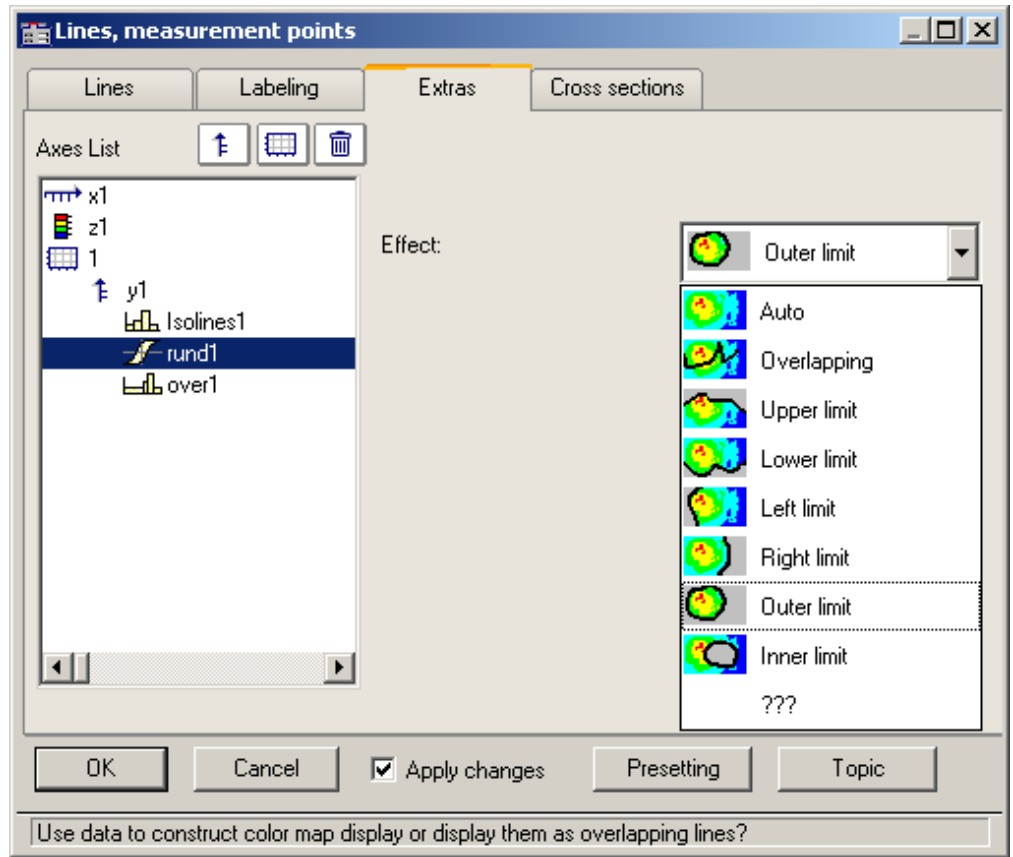 Lines, measurement points
Lines
Labeling
Extras
Cross sections
Axes List
x1
z1
1
y1
Isolines1
rund1
over1
Effect:
Outer limit
Auto
Overlapping
Upper limit
Lower limit
Left limit
Right limit
Outer limit
Inner limit
???
OK
Cancel
Apply changes
Presetting
Topic
Use data to construct color map display or display them as overlapping lines?